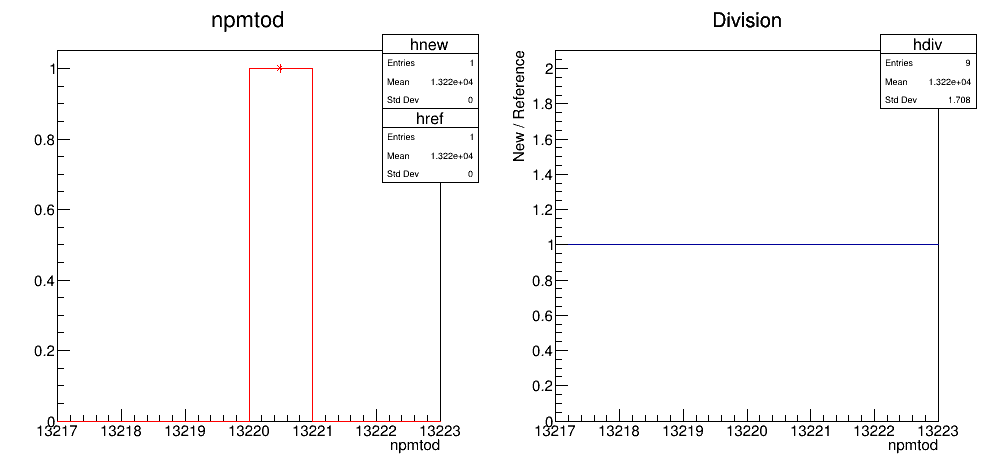 npmtod
hnew
Entries 1
Mean 1.322e+04
Std Dev 0
href
Entries 1
Mean 1.322e+04
Std Dev 0
1
0.8
0.6
0.4
0.2
0
13217 13218 13219 13220 13221 13222 13223
npmtod
Division
hdiv
Entries 9
Mean 1.322e+04
Std Dev 1.708
New / Reference
2
1.8
1.6
1.4
1.2
1
0.8
0.6
0.4
0.2
0
13217 13218 13219 13220 13221 13222 13223
npmtod